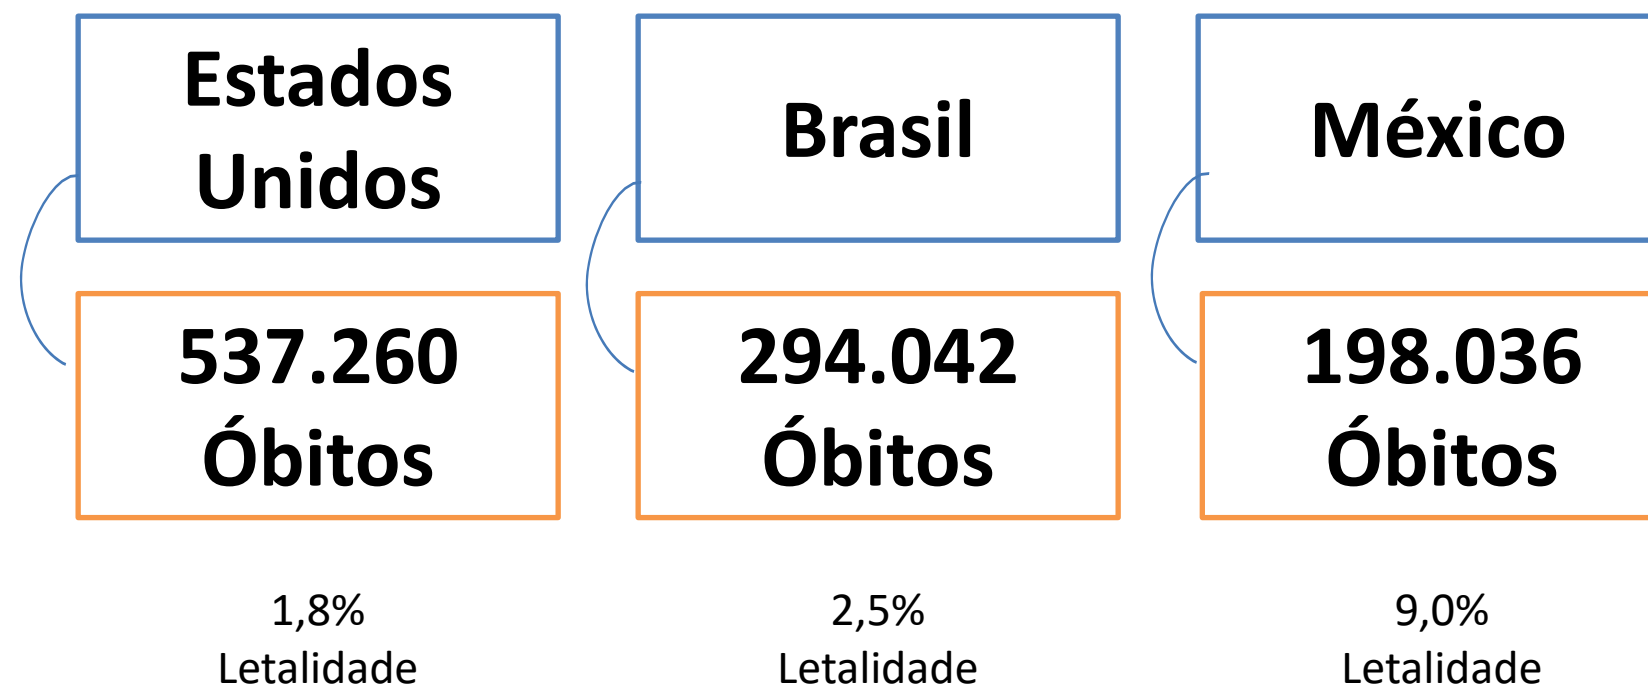 Estados
Unidos
Brasil
México
537.260
Óbitos
294.042
Óbitos
198.036
Óbitos
1,8%
Letalidade
2,5%
Letalidade
9,0%
Letalidade